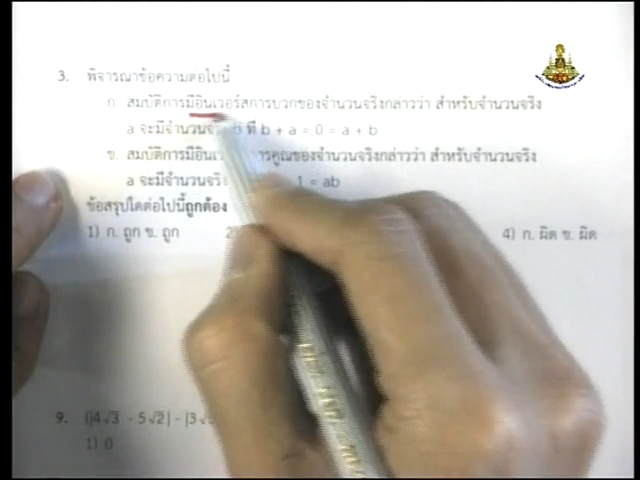 3. พิจารณาข้อความต่อไปนี้
ก. สมบัติการมีอินเวอร์สการบวกของจำนวนจริงกล่าวว่า สำหรับจำนวนจริง
a จะมีจำนวนจริง b ที่ b + a = 0 = a + b
ข. สมบัติการมีอินเว การคูณของจำนวนจริงกล่าวว่า สำหรับจำนวนจริง
a จะมีจำนวนจริง 1 = ab
ข้อสรุปใดต่อไปนี้ถูกต้อง
1) ก. ถูก ข. ถูก 2) 4) ก. ผิด ข. ผิด
9. (|4√3 - 5√2| - |3√
1) 0